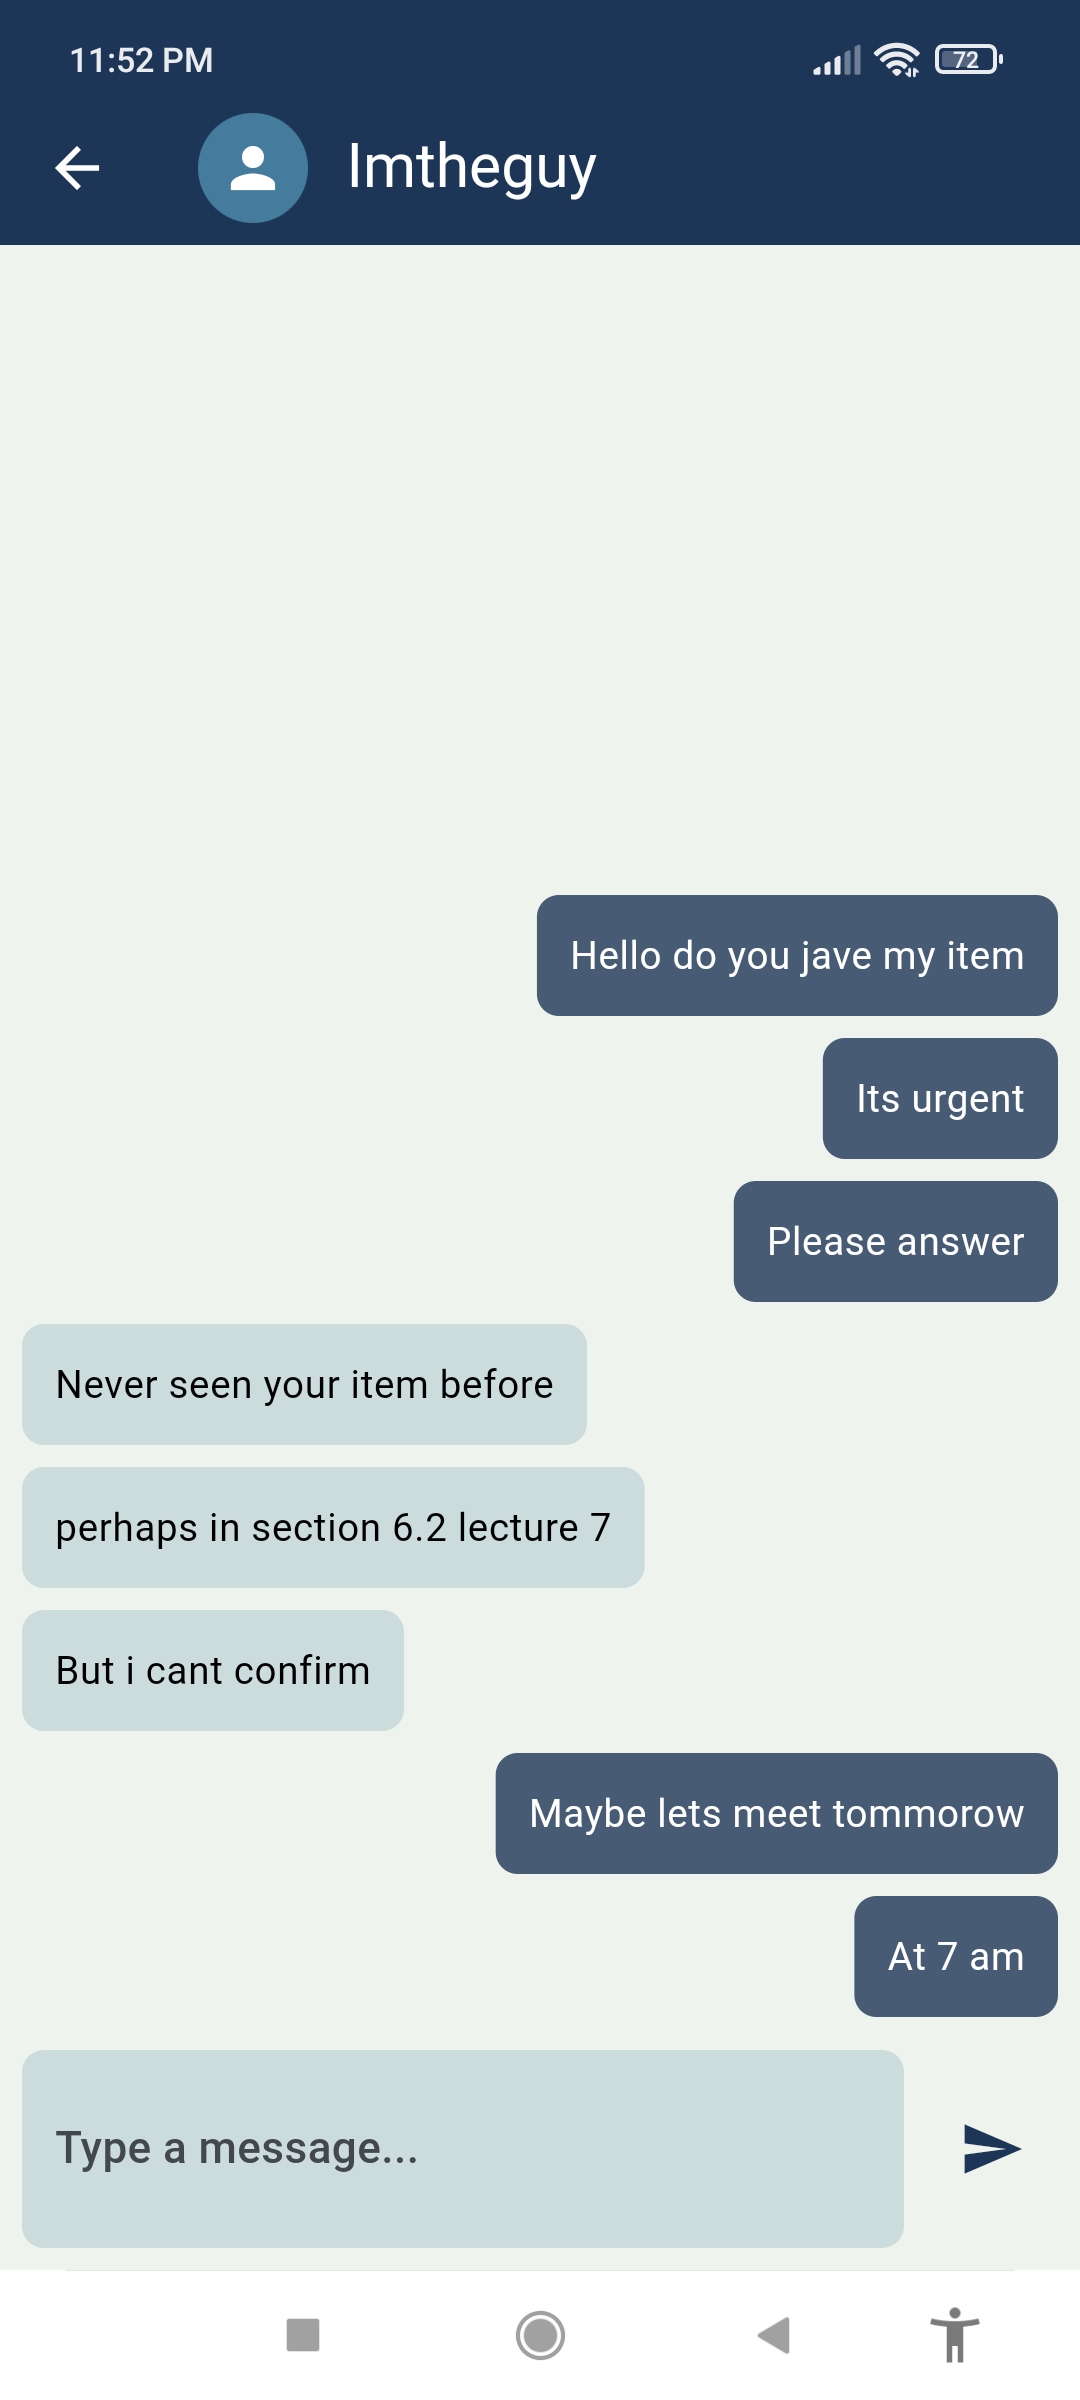 11:52 PM
72
Imtheguy
Hello do you jave my item
Its urgent
Please answer
Never seen your item before
perhaps in section 6.2 lecture 7
But i cant confirm
Maybe lets meet tommorow
At 7 am
Type a message...